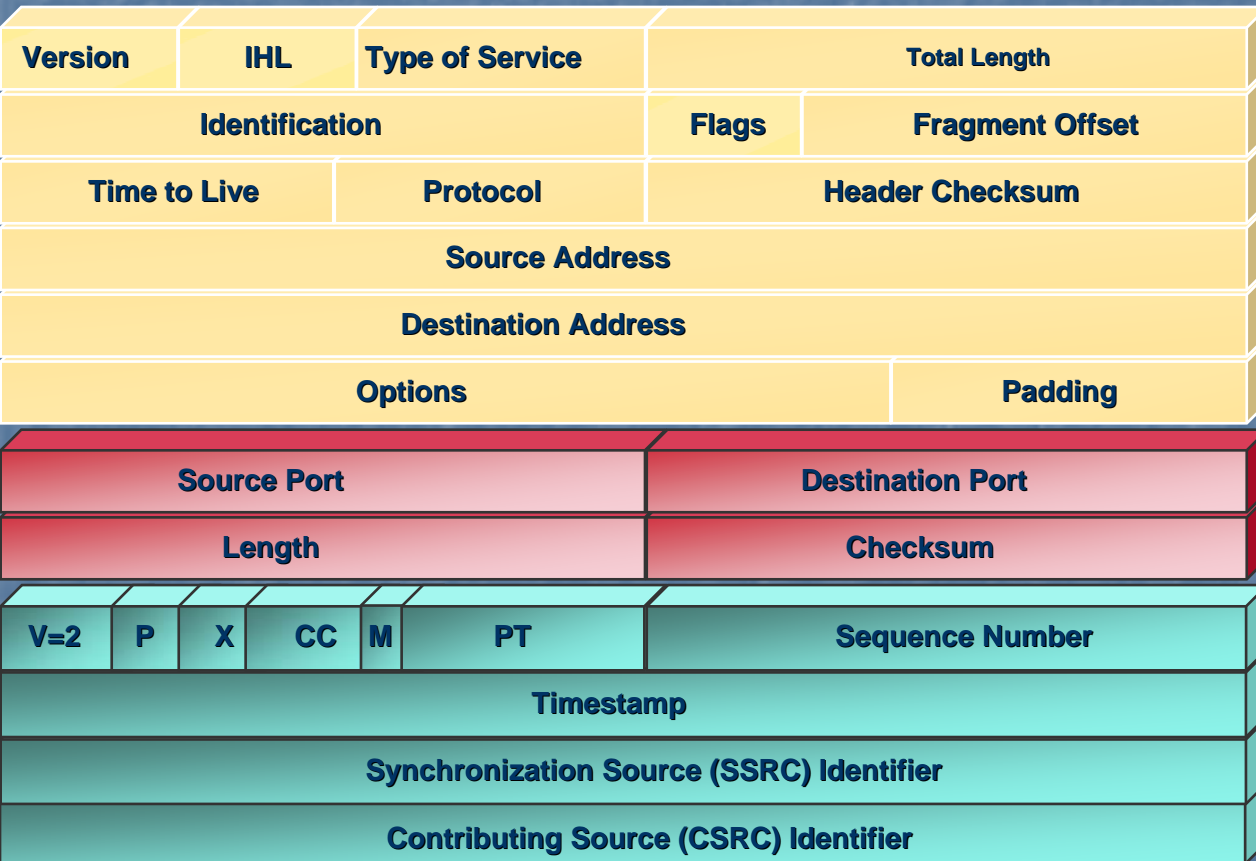 Version IHL Type of Service Total Length
Identification Flags Fragment Offset
Time to Live Protocol Header Checksum
Source Address
Destination Address
Options Padding
Source Port Destination Port
Length Checksum
V=2 P X CC M PT Sequence Number
Timestamp
Synchronization Source (SSRC) Identifier
Contributing Source (CSRC) Identifier